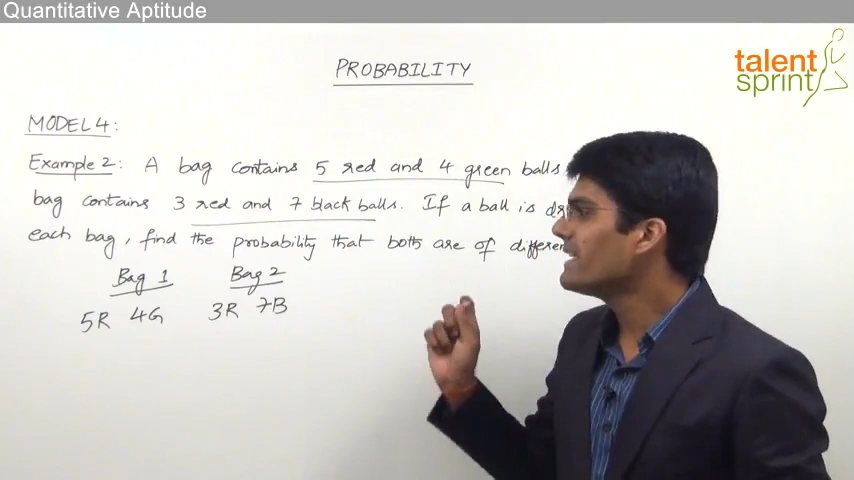 Quantitative Aptitude
talent
sprint
PROBABILITY
MODEL 4:
Example 2: A bag contains 5 red and 4 green balls
bag contains 3 red and 7 black balls. If a ball is
each bag, find the probability that both are of
Bag 1 Bag 2
5R 4G 3R 7B